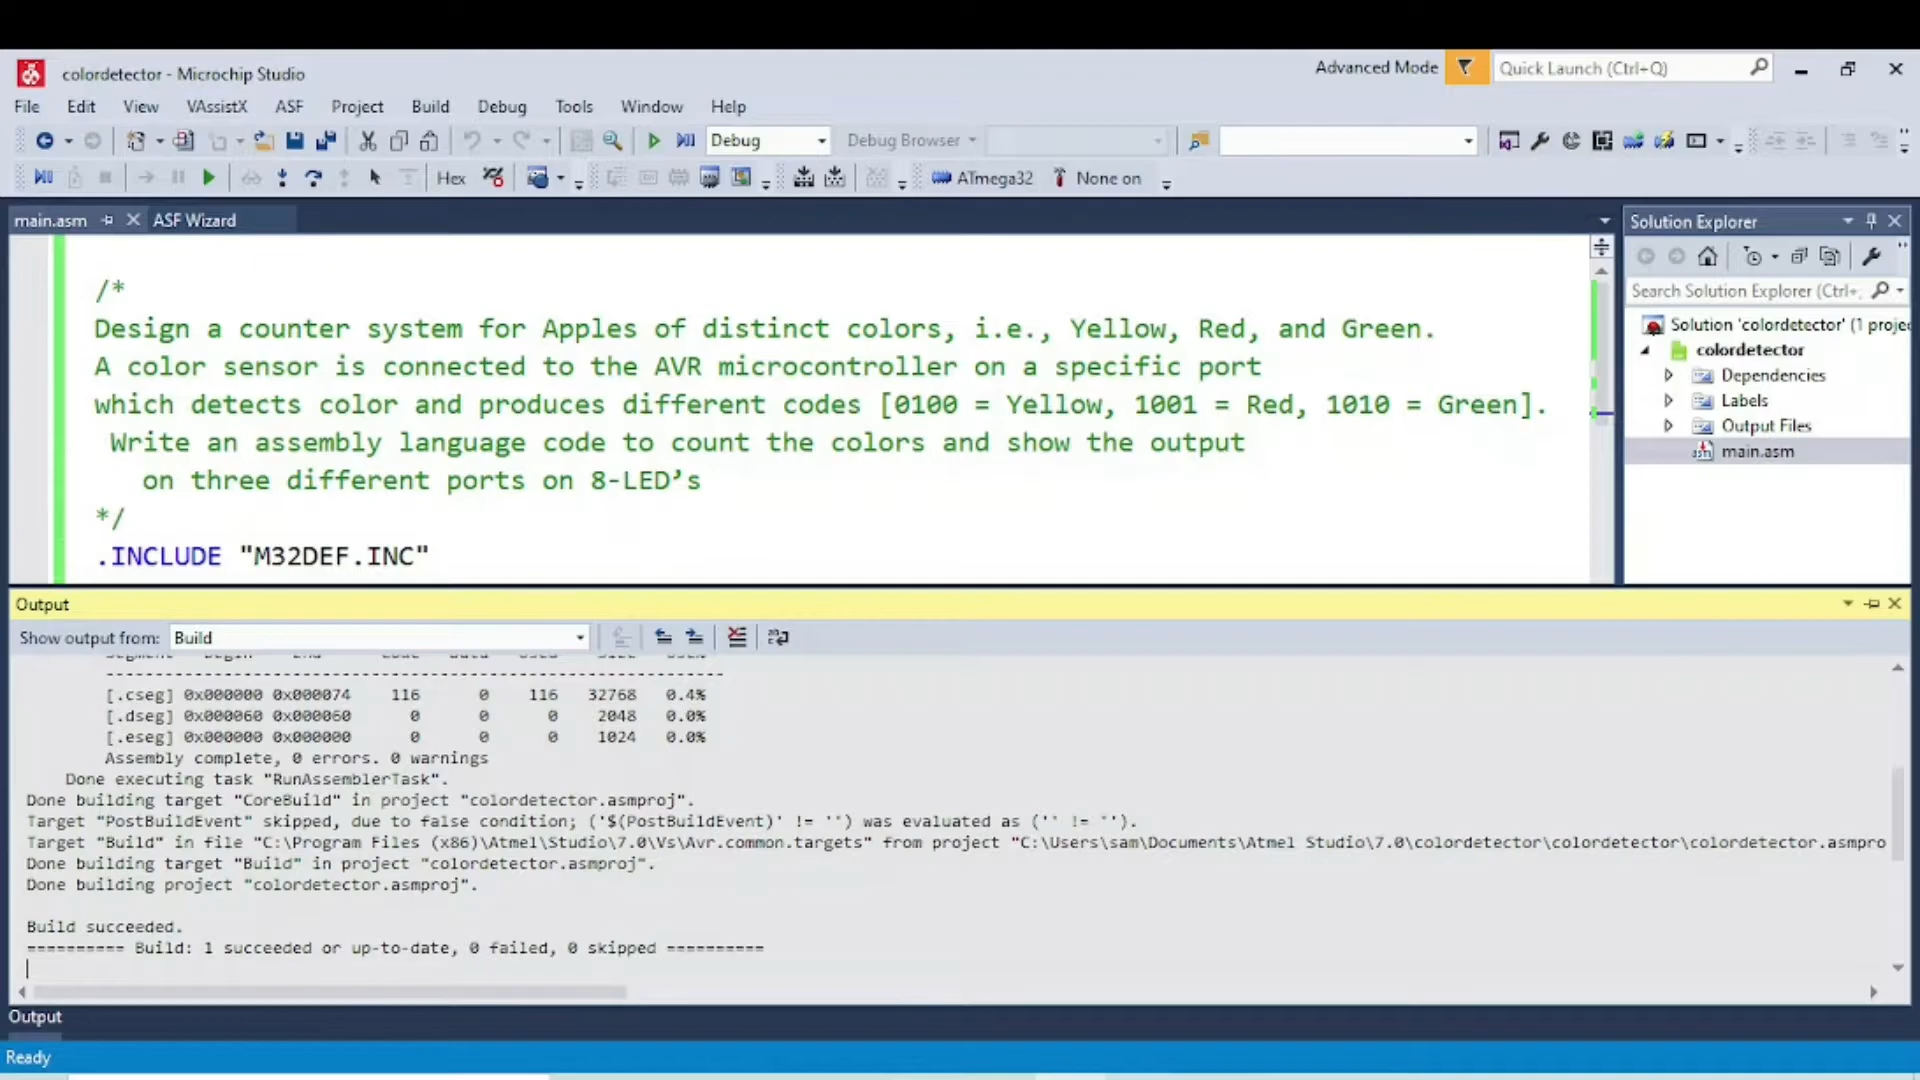 colordetector - Microchip Studio
Advanced Mode
Quick Launch (Ctrl+Q)
File Edit View VAssistX ASF Project Build Debug Tools Window Help
Debug
Debug Browser
Hex
ATmega32
None on
main.asm
ASF Wizard
Solution Explorer
Search Solution Explorer (Ctrl+
Solution 'colordetector' (1 proje
colordetector
Dependencies
Labels
Output Files
main.asm
/*
Design a counter system for Apples of distinct colors, i.e., Yellow, Red, and Green.
A color sensor is connected to the AVR microcontroller on a specific port
which detects color and produces different codes [0100 = Yellow, 1001 = Red, 1010 = Green].
Write an assembly language code to count the colors and show the output
on three different ports on 8-LED’s
*/
.INCLUDE "M32DEF.INC"
Output
Show output from: Build
---------------------------------------------------------------
[.cseg] 0x000000 0x000074 116 0 116 32768 0.4%
[.dseg] 0x000060 0x000060 0 0 0 2048 0.0%
[.eseg] 0x000000 0x000000 0 0 0 1024 0.0%
Assembly complete, 0 errors. 0 warnings
Done executing task "RunAssemblerTask".
Done building target "CoreBuild" in project "colordetector.asmproj".
Target "PostBuildEvent" skipped, due to false condition; ('$(PostBuildEvent)' != '') was evaluated as ('' != '').
Target "Build" in file "C:\Program Files (x86)\Atmel\Studio\7.0\Vs\Avr.common.targets" from project "C:\Users\sam\Documents\Atmel Studio\7.0\colordetector\colordetector\colordetector.asmpro
Done building target "Build" in project "colordetector.asmproj".
Done building project "colordetector.asmproj".
Build succeeded.
========== Build: 1 succeeded or up-to-date, 0 failed, 0 skipped ==========
Output
Ready